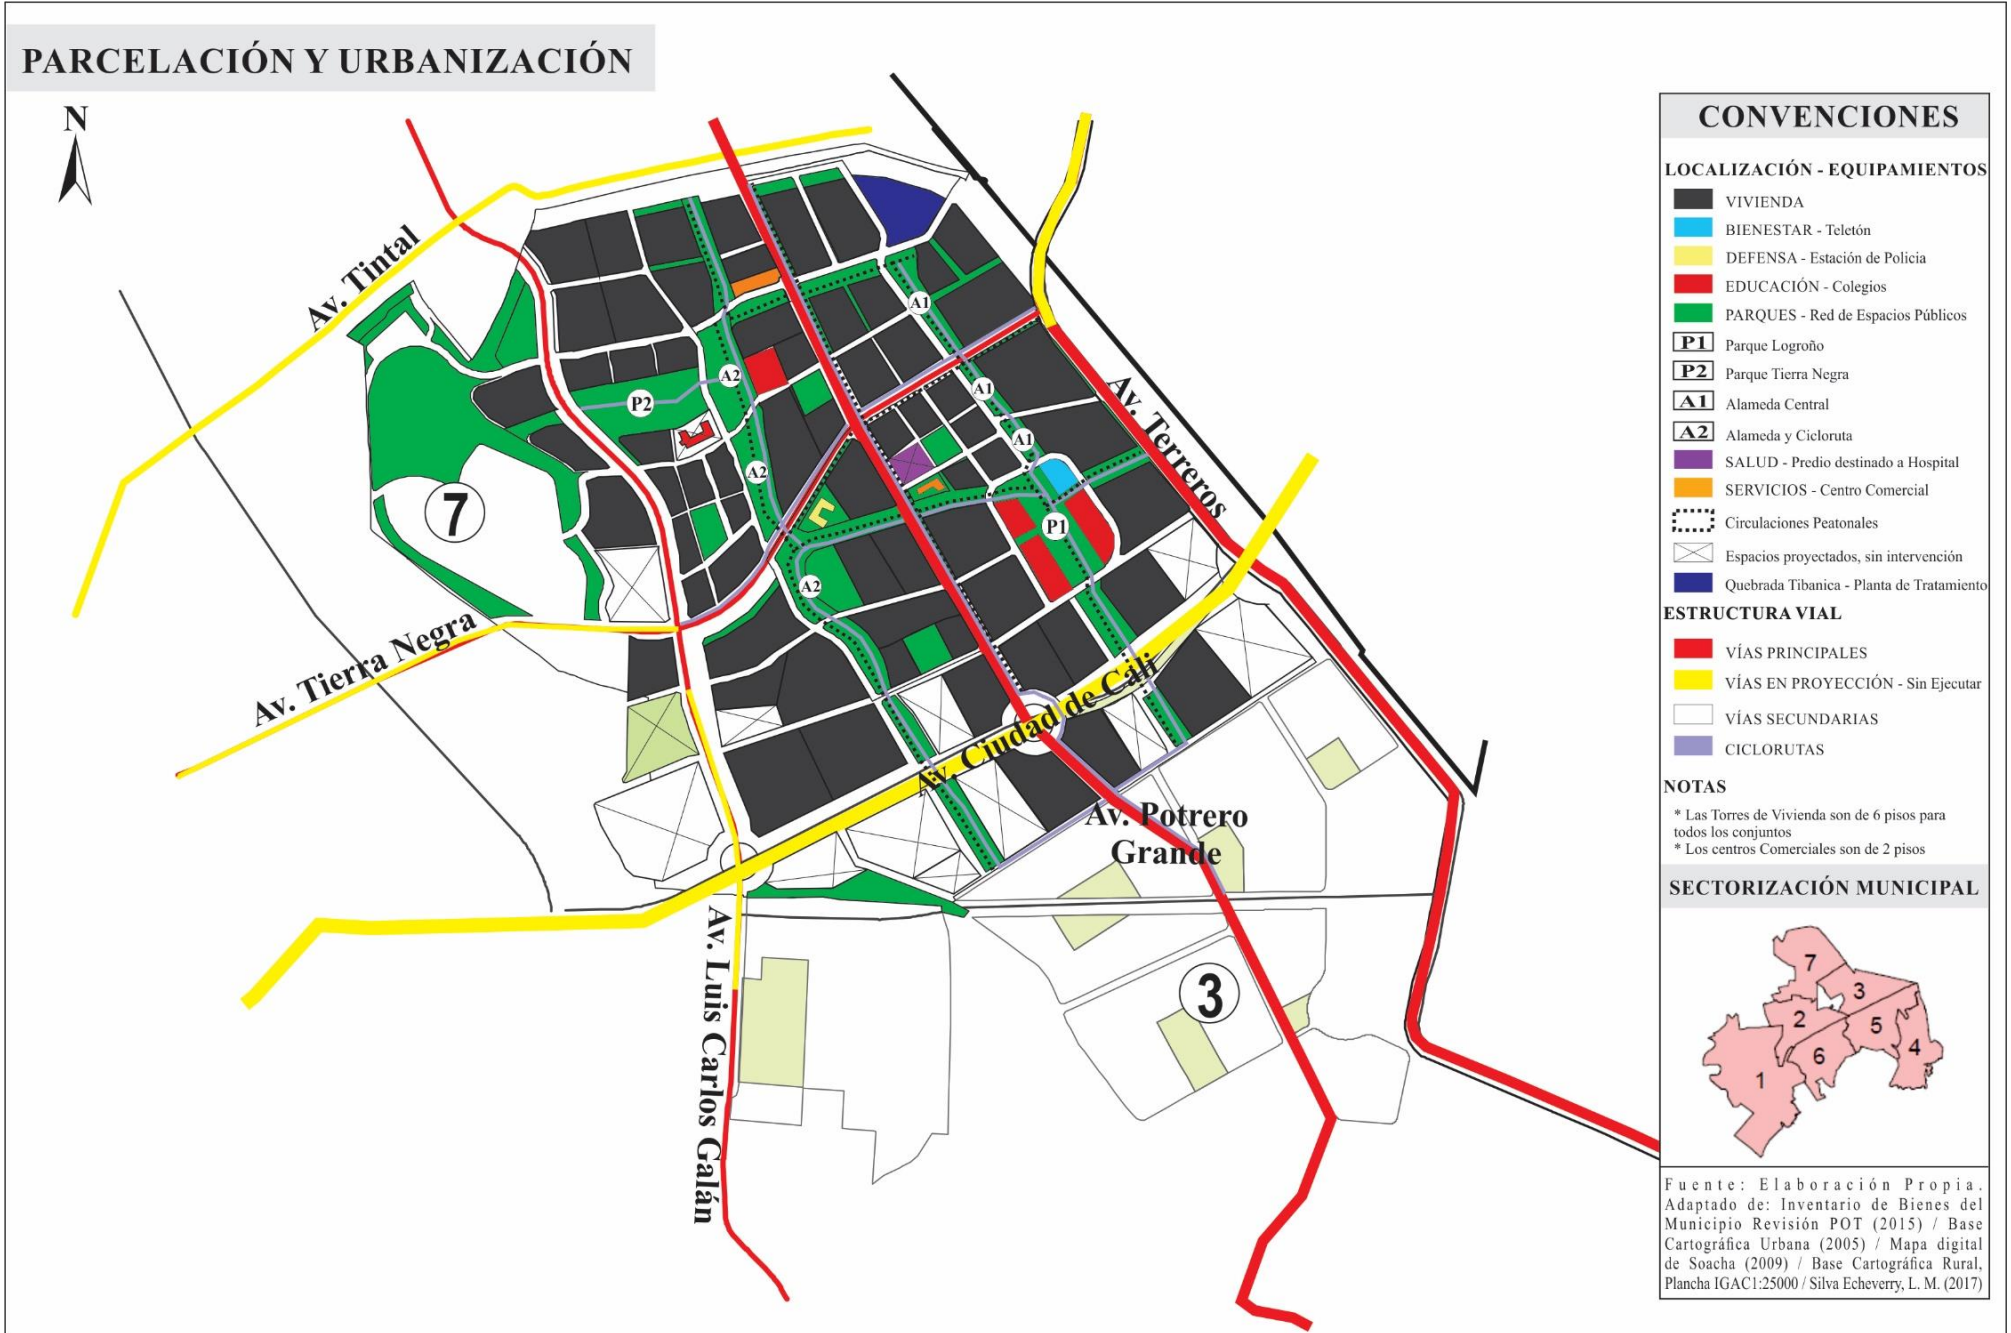 PARCELACIÓN Y URBANIZACIÓN
N
Av. Tintal
Av. Tierra Negra
Av. Terreros
Av. Ciudad de Cali
Av. Potrero
Grande
Av. Luis Carlos Galán
A1
A1
A1
A2
A2
A2
P2
P1
7
3
CONVENCIONES
LOCALIZACIÓN - EQUIPAMIENTOS
VIVIENDA
BIENESTAR - Teletón
DEFENSA - Estación de Policia
EDUCACIÓN - Colegios
PARQUES - Red de Espacios Públicos
P1 Parque Logroño
P2 Parque Tierra Negra
A1 Alameda Central
A2 Alameda y Cicloruta
SALUD - Predio destinado a Hospital
SERVICIOS - Centro Comercial
Circulaciones Peatonales
Espacios proyectados, sin intervención
Quebrada Tibanica - Planta de Tratamiento
ESTRUCTURA VIAL
VÍAS PRINCIPALES
VÍAS EN PROYECCIÓN - Sin Ejecutar
VÍAS SECUNDARIAS
CICLORUTAS
NOTAS
* Las Torres de Vivienda son de 6 pisos para
todos los conjuntos
* Los centros Comerciales son de 2 pisos
SECTORIZACIÓN MUNICIPAL
7
3
2
5
4
6
1
Fuente: Elaboración Propia.
Adaptado de: Inventario de Bienes del
Municipio Revisión POT (2015) / Base
Cartográfica Urbana (2005) / Mapa digital
de Soacha (2009) / Base Cartográfica Rural,
Plancha IGAC1:25000 / Silva Echeverry, L. M. (2017)